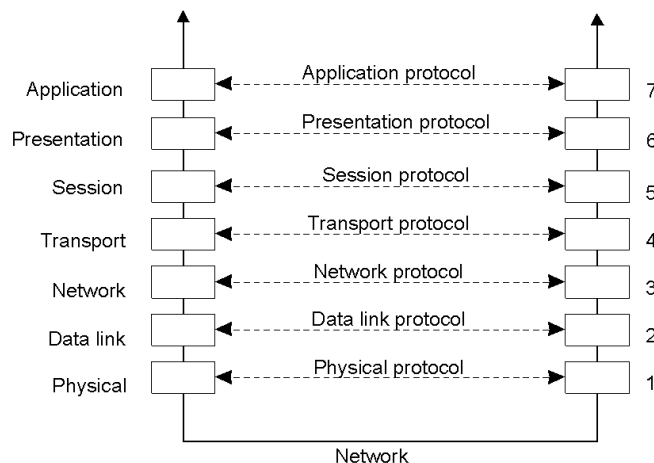 Application Application protocol 7
Presentation Presentation protocol 6
Session Session protocol 5
Transport Transport protocol 4
Network Network protocol 3
Data link Data link protocol 2
Physical Physical protocol 1
Network